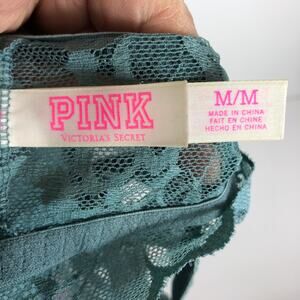 PINK
VICTORIA'S SECRET
M/M
MADE IN CHINA
FAIT EN CHINE
HECHO EN CHINA